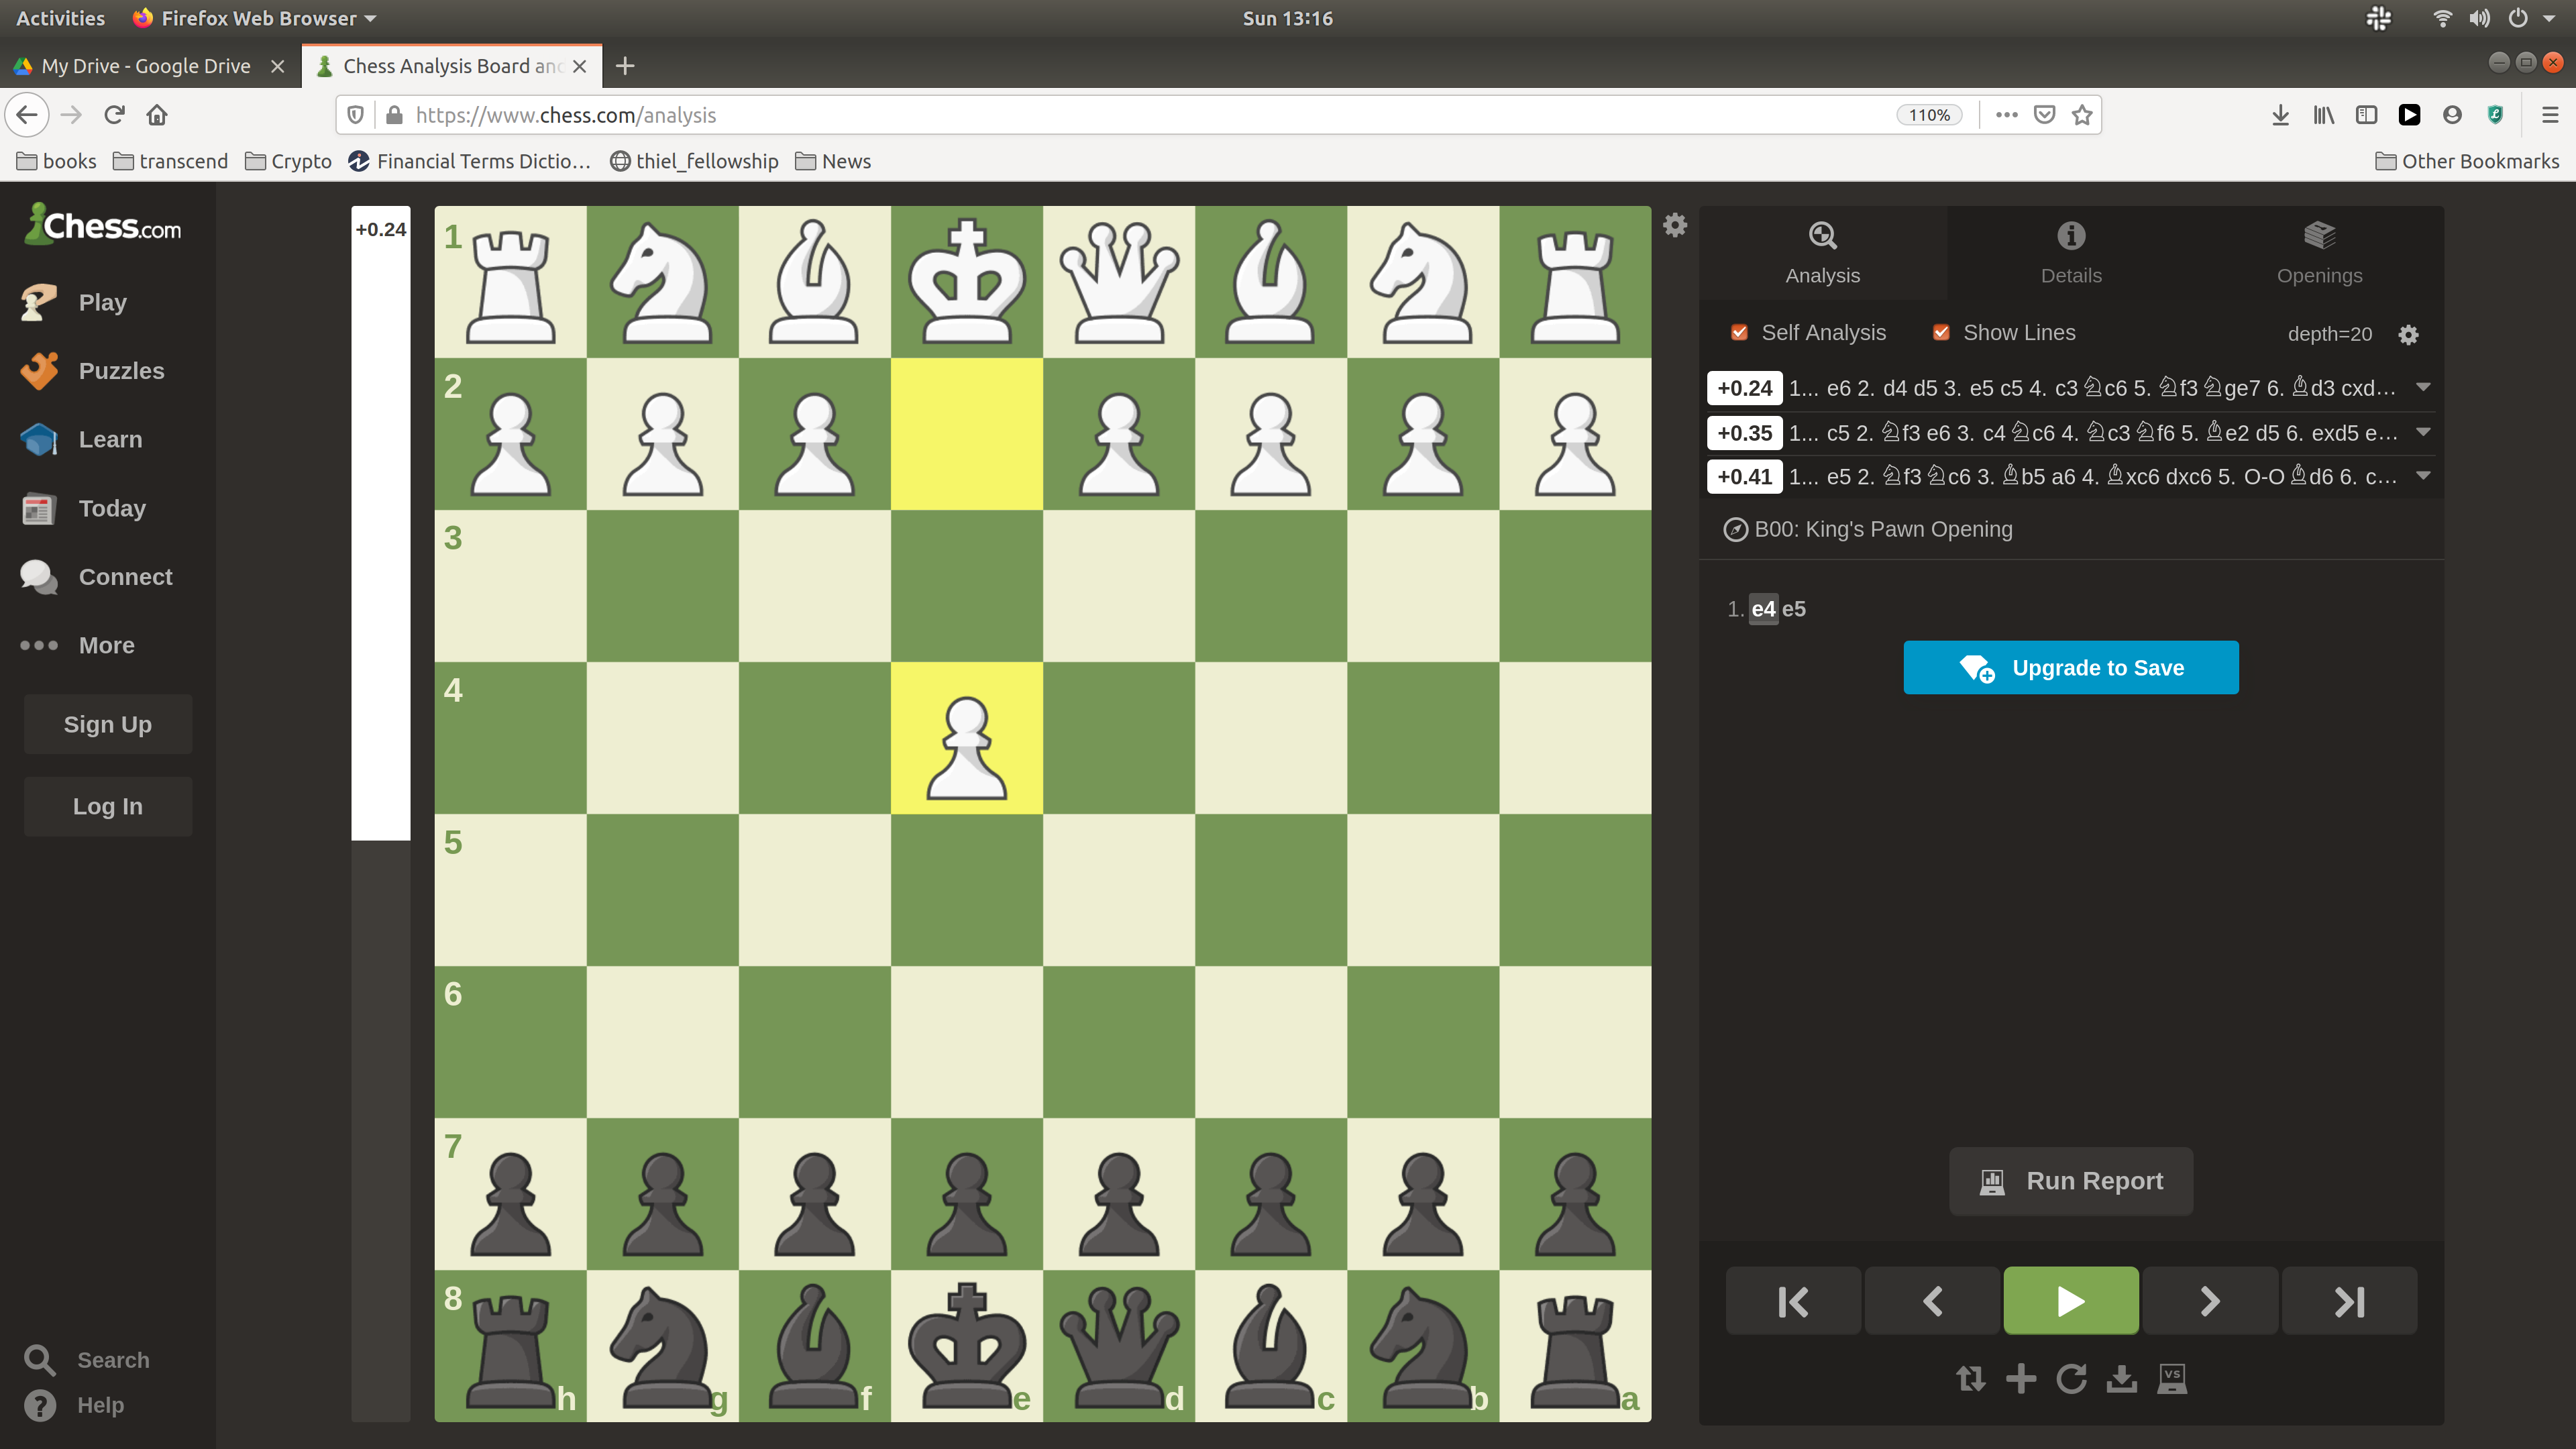 Activities Firefox Web Browser Sun 13:16
My Drive - Google Drive Chess Analysis Board and
https://www.chess.com/analysis 110%
books transcend Crypto Financial Terms Dictio… thiel_fellowship News Other Bookmarks
Chess.com
Play
Puzzles
Learn
Today
Connect
More
Sign Up
Log In
Search
Help
+0.24
1
2
3
4
5
6
7
8
h g f e d c b a
Analysis Details Openings
Self Analysis Show Lines depth=20
+0.24 1... e6 2. d4 d5 3. e5 c5 4. c3 ♘c6 5. ♘f3 ♘ge7 6. ♗d3 cxd…
+0.35 1... c5 2. ♘f3 e6 3. c4 ♘c6 4. ♘c3 ♘f6 5. ♗e2 d5 6. exd5 e…
+0.41 1... e5 2. ♘f3 ♘c6 3. ♗b5 a6 4. ♗xc6 dxc6 5. O-O ♗d6 6. c…
B00: King's Pawn Opening
1. e4 e5
Upgrade to Save
Run Report
VS